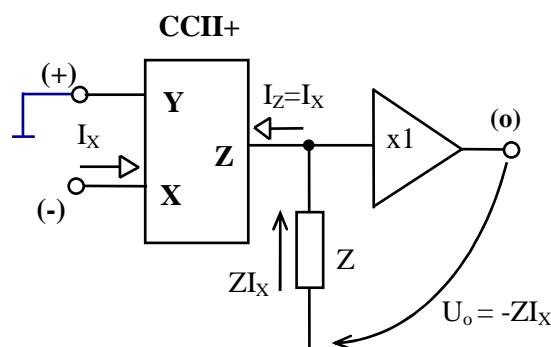 CCII+
(+)
Y
I_Z=I_X
I_X
Z
x1
(o)
X
(-)
ZI_X
Z
U_o = -ZI_X